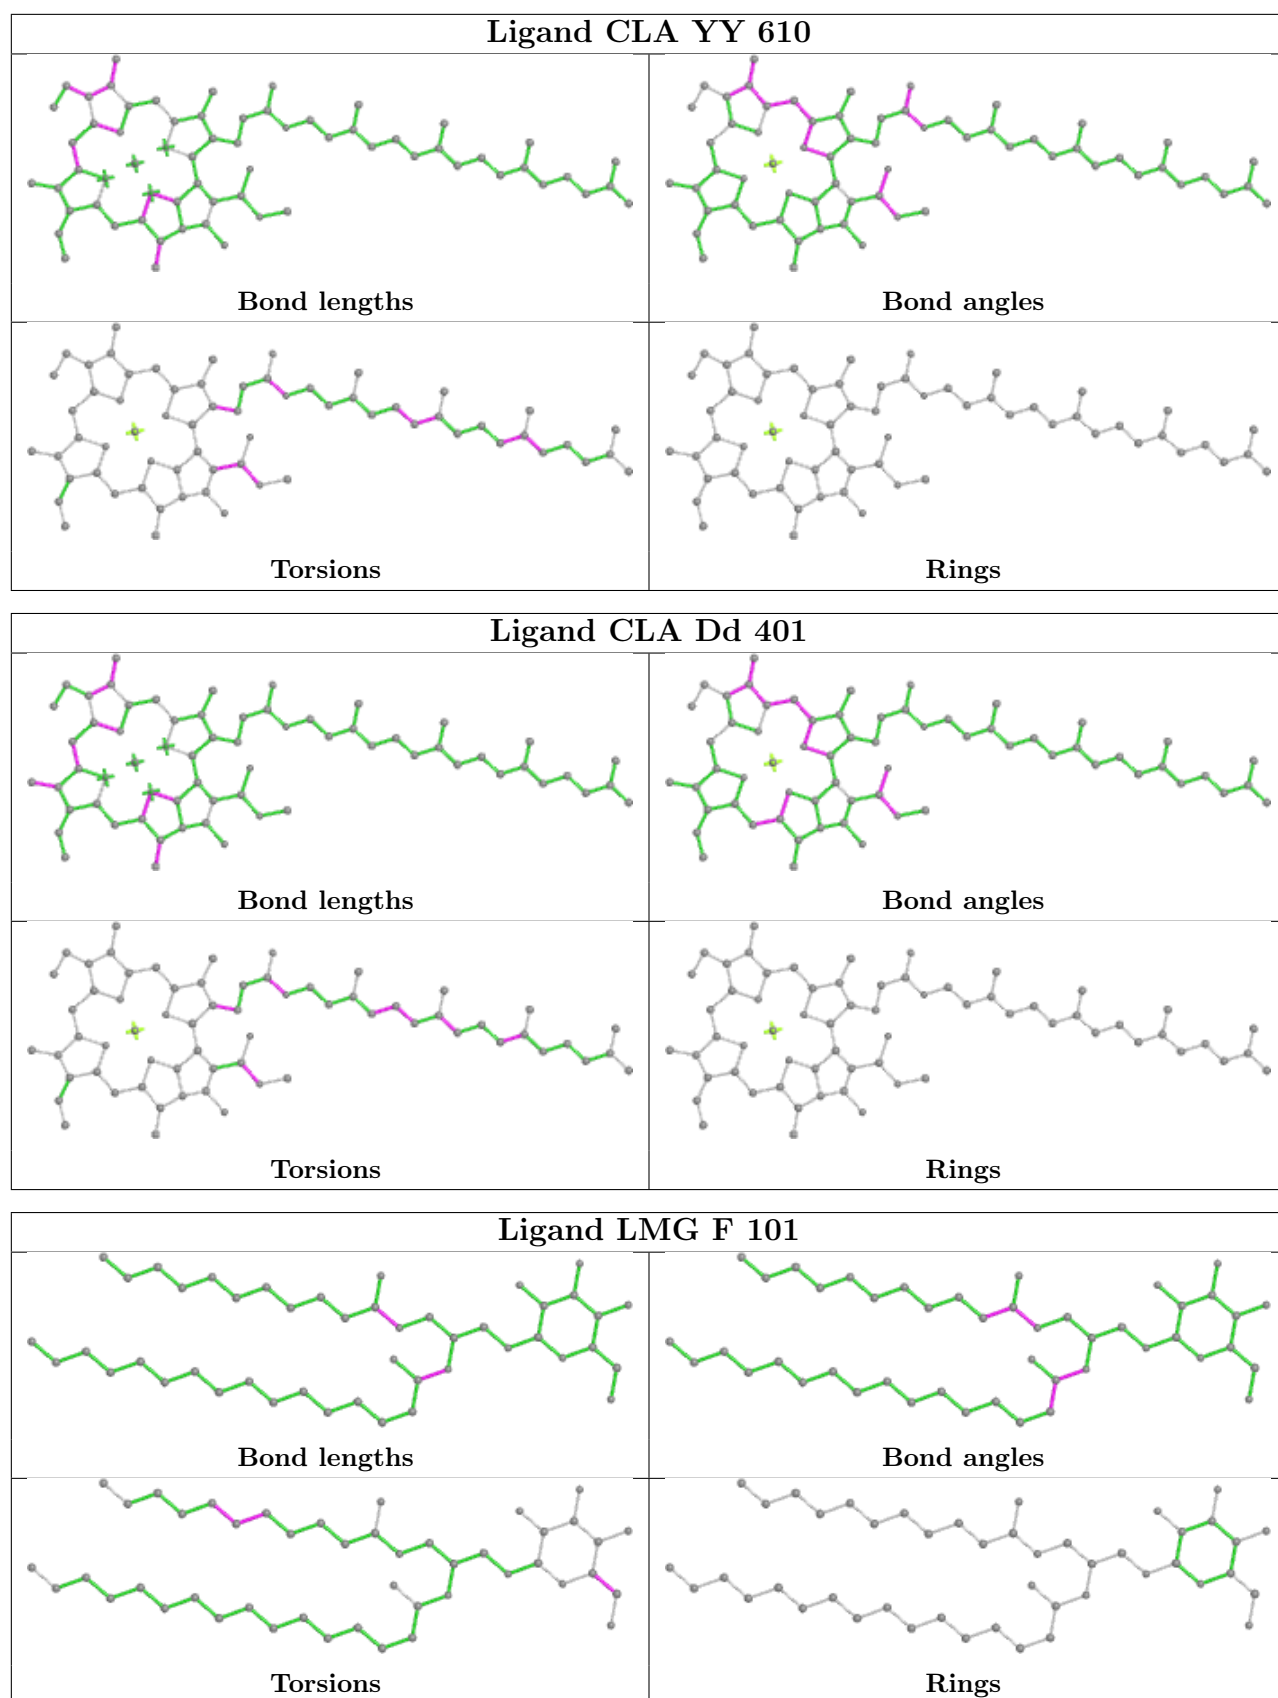 Ligand CLA YY 610
Bond lengths
Bond angles
Torsions
Rings
Ligand CLA Dd 401
Bond lengths
Bond angles
Torsions
Rings
Ligand LMG F 101
Bond lengths
Bond angles
Torsions
Rings